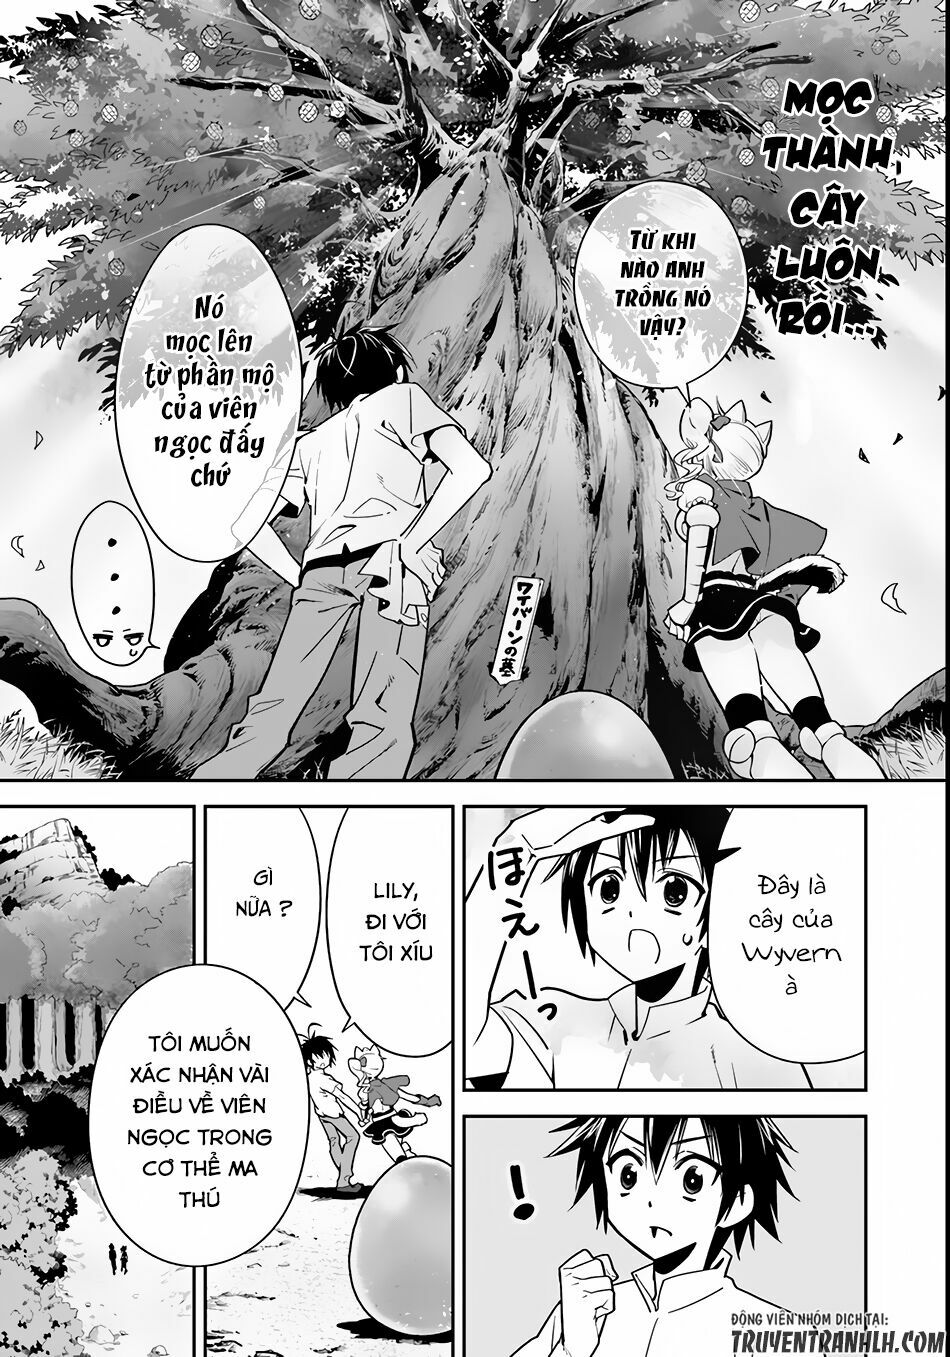 MỌC
THÀNH
CÂY
LUÔN
RỒI...
TỪ KHI
NÀO ANH
TRỒNG NÓ
VẬY?
Nó
mọc lên
từ phần mộ
của viên
ngọc đấy
chứ
...
ワイバーンの墓
Đây là
cây của
Wyvern
à
ほえー
!
LILY,
ĐI VỚI
TÔI XÍU
GÌ
NỮA ?
TÔI MUỐN
XÁC NHẬN VÀI
ĐIỀU VỀ VIÊN
NGỌC TRONG
CƠ THỂ MA
THÚ
ĐỘNG VIÊN NHÓM DỊCH TẠI:
TRUYENTRANHLH.COM